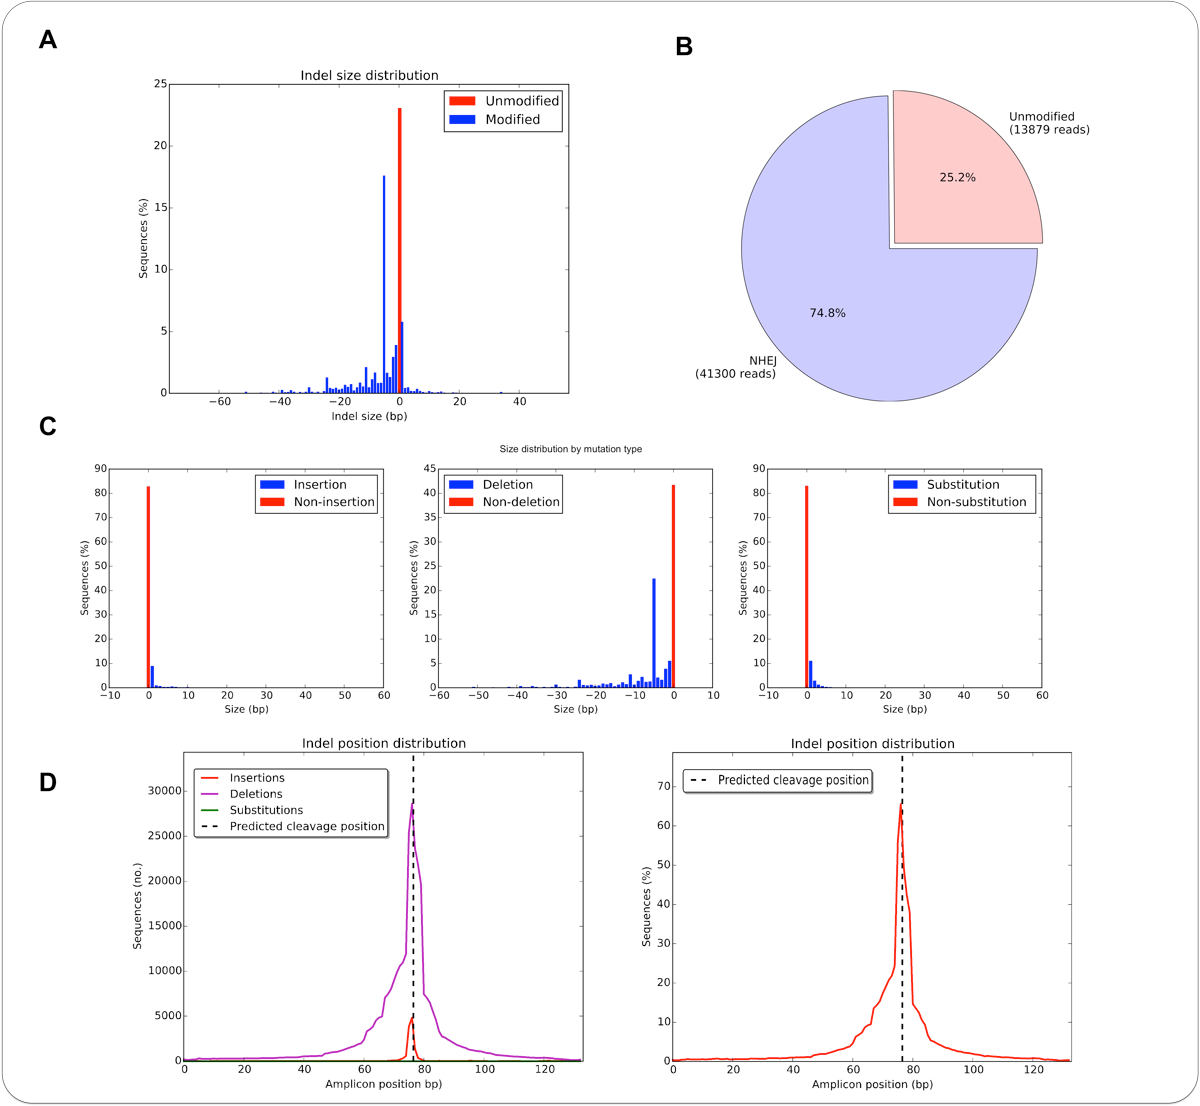 A
Indel size distribution
25
20
15
10
5
0
Sequences (%)
Unmodified
Modified
−60 −40 −20 0 20 40
Indel size (bp)
B
Unmodified
(13879 reads)
25.2%
74.8%
NHEJ
(41300 reads)
C
Size distribution by mutation type
90
80
70
60
50
40
30
20
10
0
Sequences (%)
Insertion
Non-insertion
−10 0 10 20 30 40 50 60
Size (bp)
45
40
35
30
25
20
15
10
5
0
Sequences (%)
Deletion
Non-deletion
−60 −50 −40 −30 −20 −10 0 10
Size (bp)
90
80
70
60
50
40
30
20
10
0
Sequences (%)
Substitution
Non-substitution
−10 0 10 20 30 40 50 60
Size (bp)
D
Indel position distribution
30000
25000
20000
15000
10000
5000
0
Sequences (no.)
Insertions
Deletions
Substitutions
Predicted cleavage position
0 20 40 60 80 100 120
Amplicon position bp)
Indel position distribution
70
60
50
40
30
20
10
0
Sequences (%)
Predicted cleavage position
0 20 40 60 80 100 120
Amplicon position (bp)